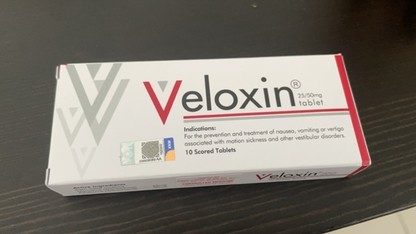 Veloxin®
25/50mg
tablet
Indications:
For the prevention and treatment of nausea, vomiting or vertigo
associated with motion sickness and other vestibular disorders.
10 Scored Tablets
Veloxin